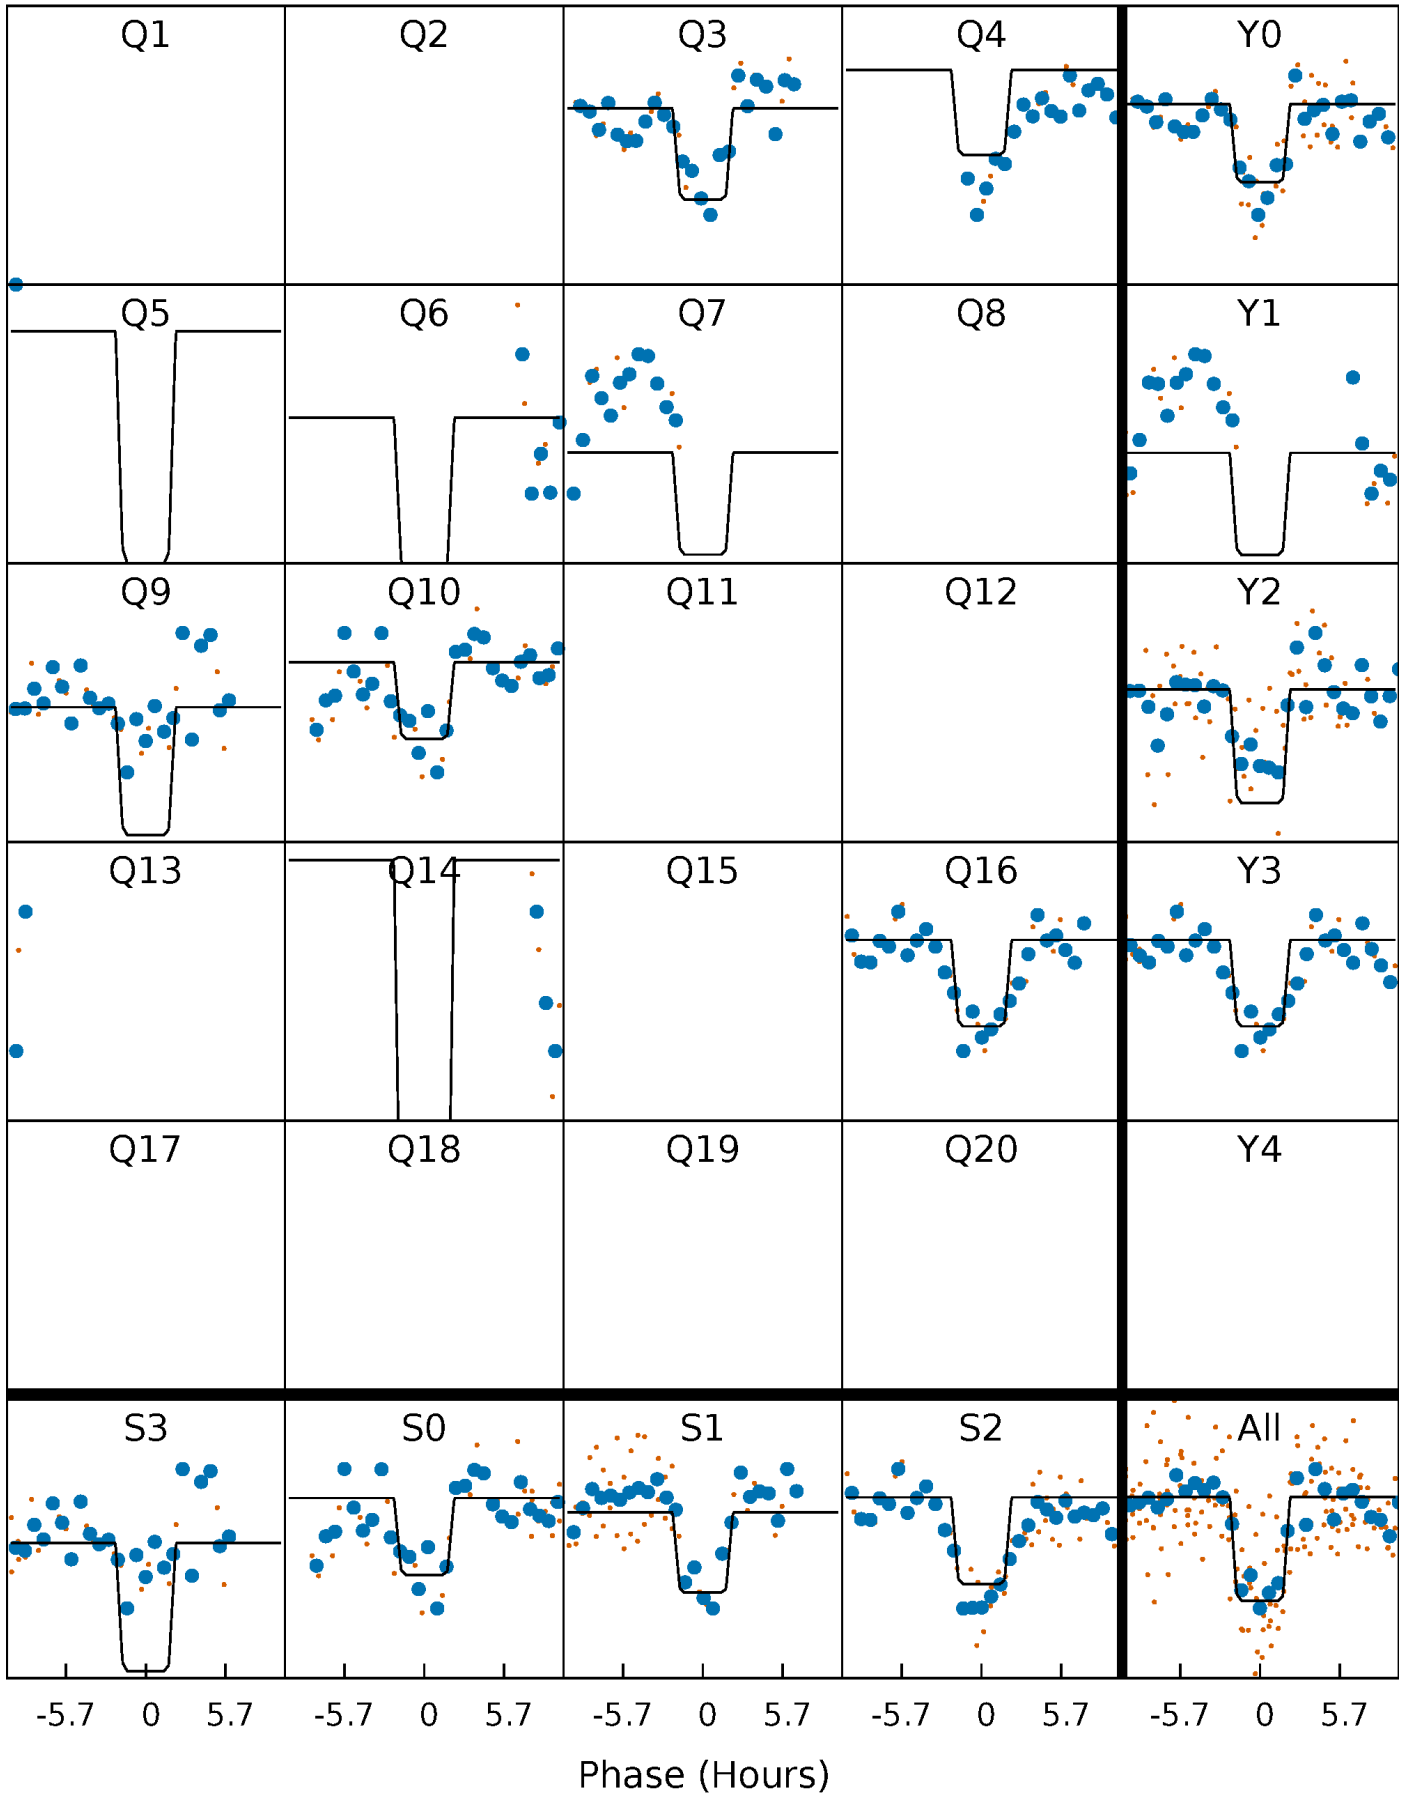 Q1 Q2 Q3 Q4 Y0
Q5 Q6 Q7 Q8 Y1
Q9 Q10 Q11 Q12 Y2
Q13 Q14 Q15 Q16 Y3
Q17 Q18 Q19 Q20 Y4
S3 S0 S1 S2 All
-5.7 0 5.7 -5.7 0 5.7 -5.7 0 5.7 -5.7 0 5.7 -5.7 0 5.7
Phase (Hours)